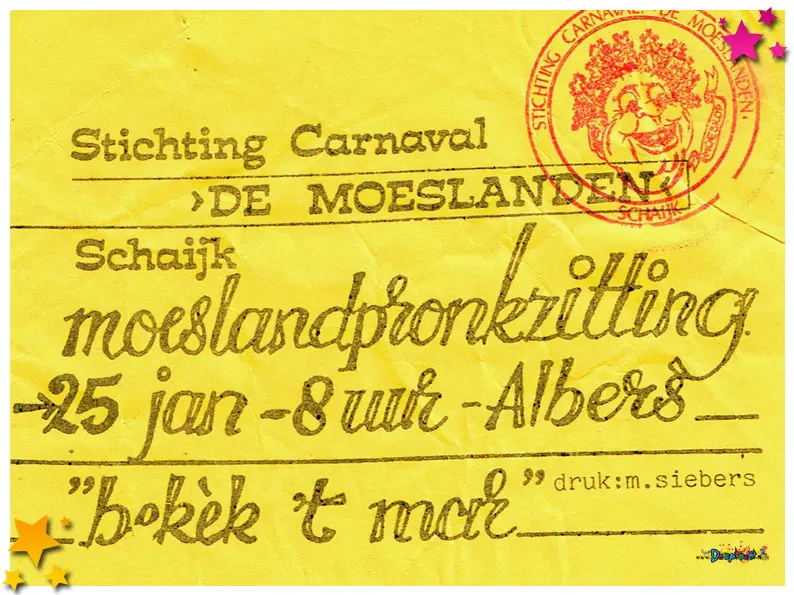 STICHTING CARNAVAL 'DE MOESLANDEN'
SCHAIJK
Stichting Carnaval
›DE MOESLANDEN‹
Schaijk
moeslandpronkzitting
→25 jan - 8 uur - Albers
"bekèk 't mar"
druk:m.siebers